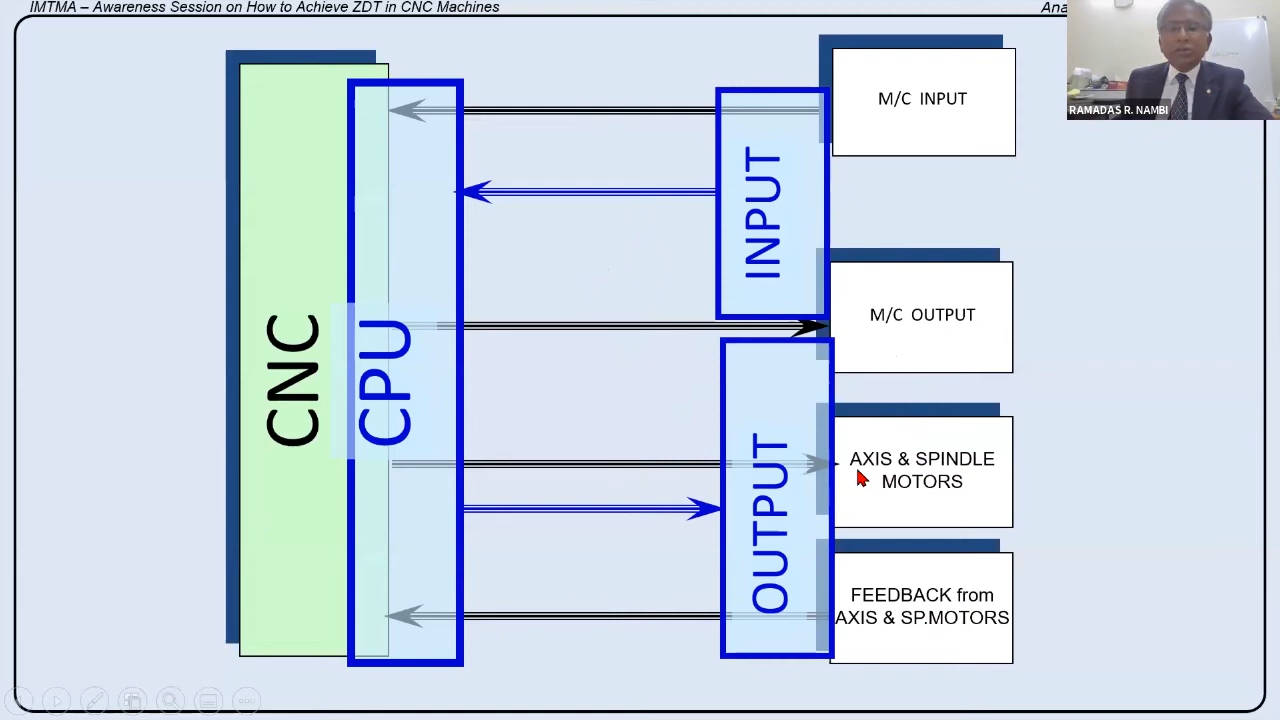 IMTMA – Awareness Session on How to Achieve ZDT in CNC Machines
Ana
RAMADAS R. NAMBI
M/C INPUT
INPUT
M/C OUTPUT
CNC
CPU
AXIS & SPINDLE
MOTORS
OUTPUT
FEEDBACK from
AXIS & SP.MOTORS